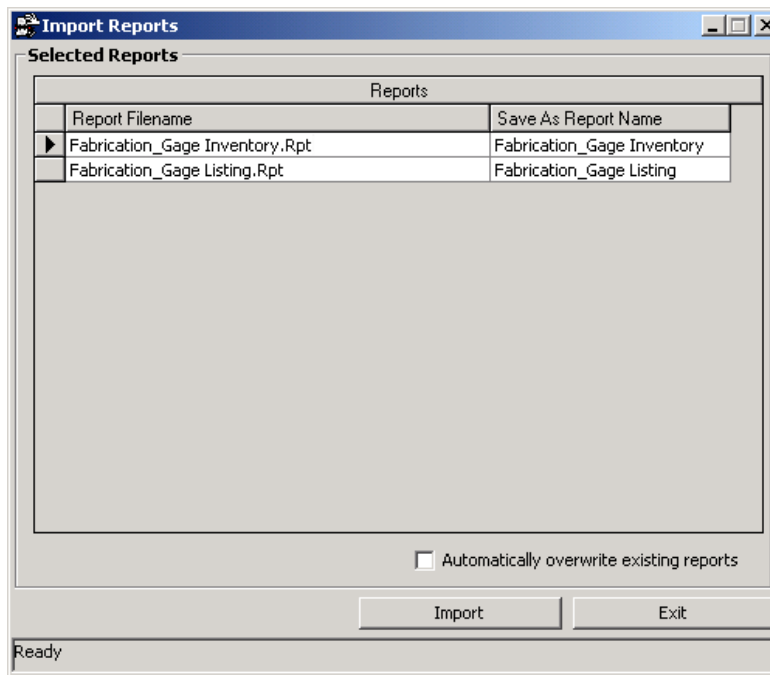 Import Reports
Selected Reports
Reports
Report Filename Save As Report Name
Fabrication_Gage Inventory.Rpt Fabrication_Gage Inventory
Fabrication_Gage Listing.Rpt Fabrication_Gage Listing
Automatically overwrite existing reports
Import Exit
Ready